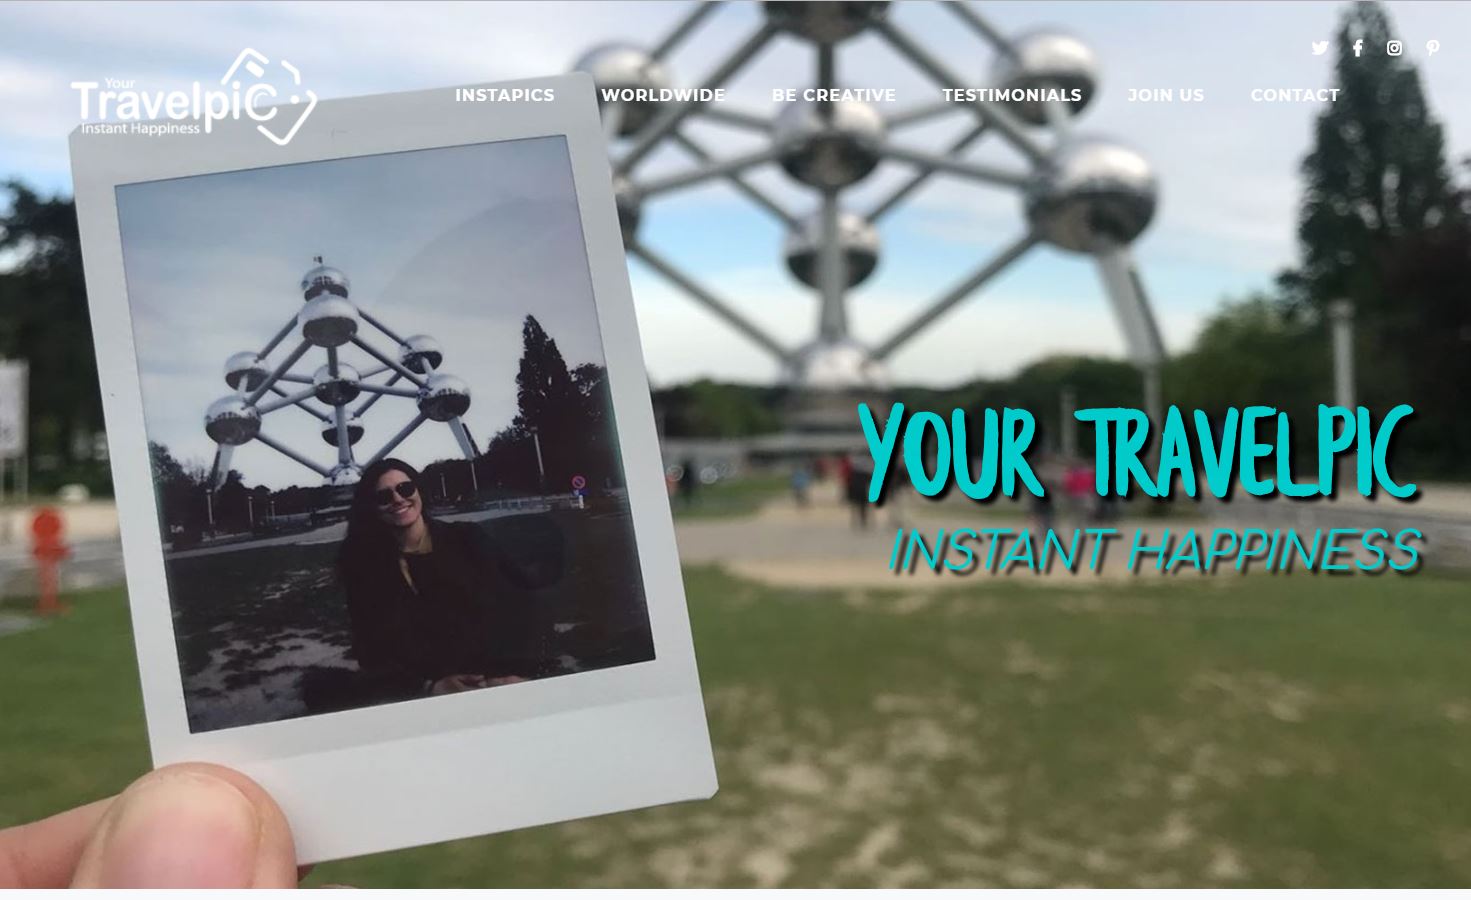 Your
Travelpic
Instant Happiness
INSTAPICS
WORLDWIDE
BE CREATIVE
TESTIMONIALS
JOIN US
CONTACT
YOUR TRAVELPIC
INSTANT HAPPINESS